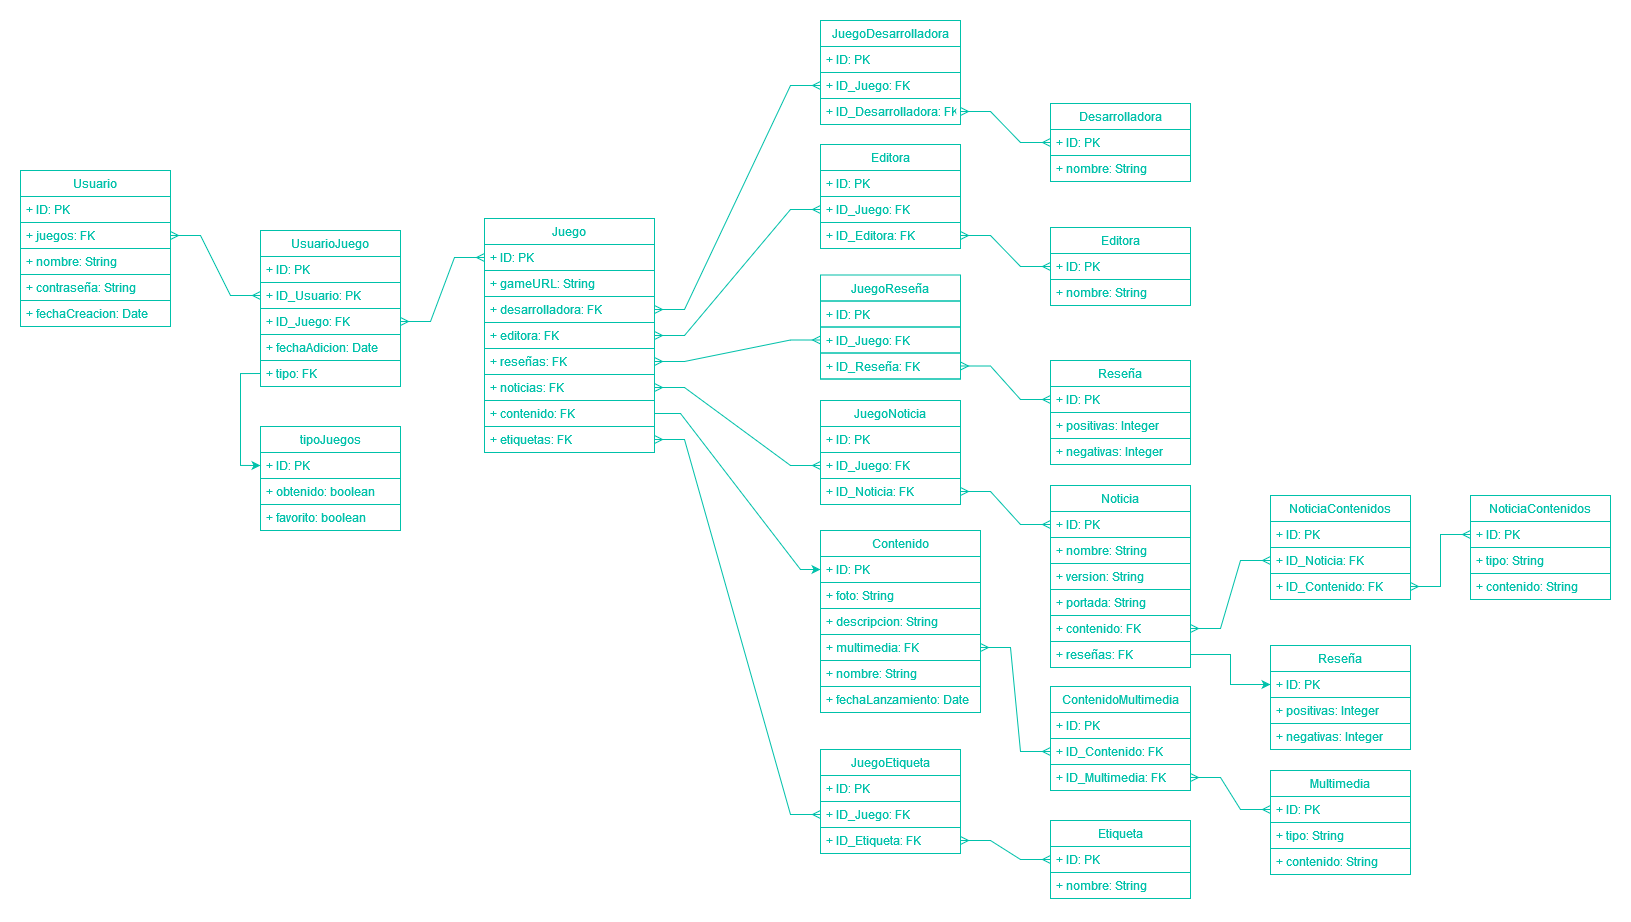 Usuario
+ ID: PK
+ juegos: FK
+ nombre: String
+ contraseña: String
+ fechaCreacion: Date
UsuarioJuego
+ ID: PK
+ ID_Usuario: PK
+ ID_Juego: FK
+ fechaAdicion: Date
+ tipo: FK
tipoJuegos
+ ID: PK
+ obtenido: boolean
+ favorito: boolean
Juego
+ ID: PK
+ gameURL: String
+ desarrolladora: FK
+ editora: FK
+ reseñas: FK
+ noticias: FK
+ contenido: FK
+ etiquetas: FK
JuegoDesarrolladora
+ ID: PK
+ ID_Juego: FK
+ ID_Desarrolladora: FK
Editora
+ ID: PK
+ ID_Juego: FK
+ ID_Editora: FK
JuegoReseña
+ ID: PK
+ ID_Juego: FK
+ ID_Reseña: FK
JuegoNoticia
+ ID: PK
+ ID_Juego: FK
+ ID_Noticia: FK
Contenido
+ ID: PK
+ foto: String
+ descripcion: String
+ multimedia: FK
+ nombre: String
+ fechaLanzamiento: Date
JuegoEtiqueta
+ ID: PK
+ ID_Juego: FK
+ ID_Etiqueta: FK
Desarrolladora
+ ID: PK
+ nombre: String
Editora
+ ID: PK
+ nombre: String
Reseña
+ ID: PK
+ positivas: Integer
+ negativas: Integer
Noticia
+ ID: PK
+ nombre: String
+ version: String
+ portada: String
+ contenido: FK
+ reseñas: FK
ContenidoMultimedia
+ ID: PK
+ ID_Contenido: FK
+ ID_Multimedia: FK
Etiqueta
+ ID: PK
+ nombre: String
NoticiaContenidos
+ ID: PK
+ ID_Noticia: FK
+ ID_Contenido: FK
Reseña
+ ID: PK
+ positivas: Integer
+ negativas: Integer
Multimedia
+ ID: PK
+ tipo: String
+ contenido: String
NoticiaContenidos
+ ID: PK
+ tipo: String
+ contenido: String